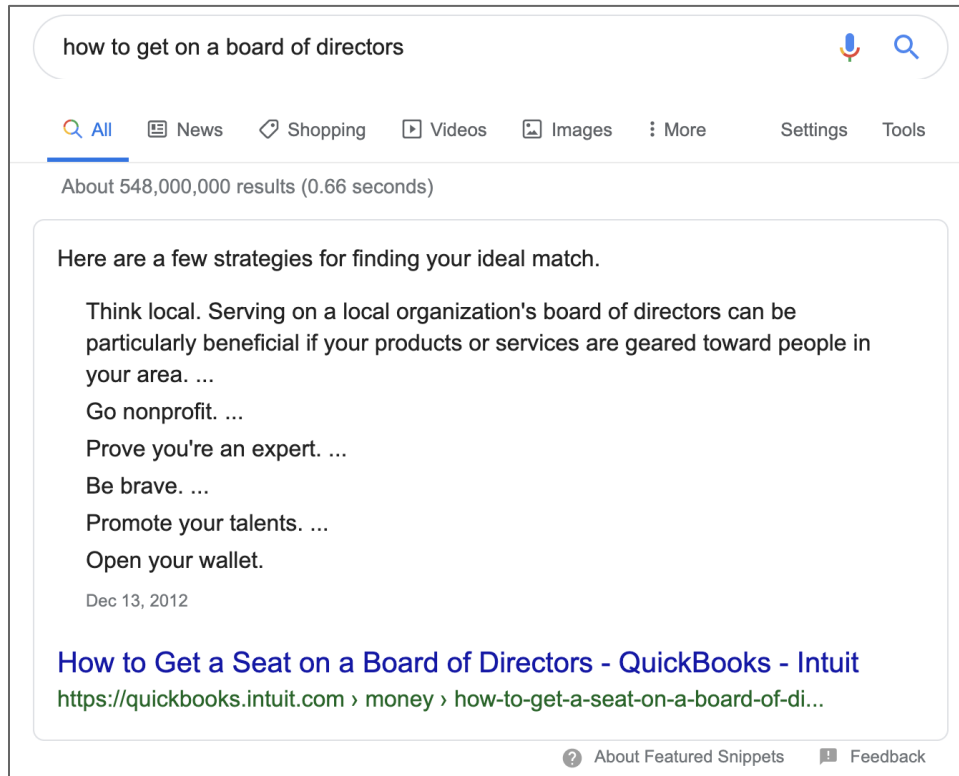 how to get on a board of directors
All News Shopping Videos Images More Settings Tools
About 548,000,000 results (0.66 seconds)
Here are a few strategies for finding your ideal match.
Think local. Serving on a local organization's board of directors can be
particularly beneficial if your products or services are geared toward people in
your area. ...
Go nonprofit. ...
Prove you're an expert. ...
Be brave. ...
Promote your talents. ...
Open your wallet.
Dec 13, 2012
How to Get a Seat on a Board of Directors - QuickBooks - Intuit
https://quickbooks.intuit.com › money › how-to-get-a-seat-on-a-board-of-di...
About Featured Snippets Feedback